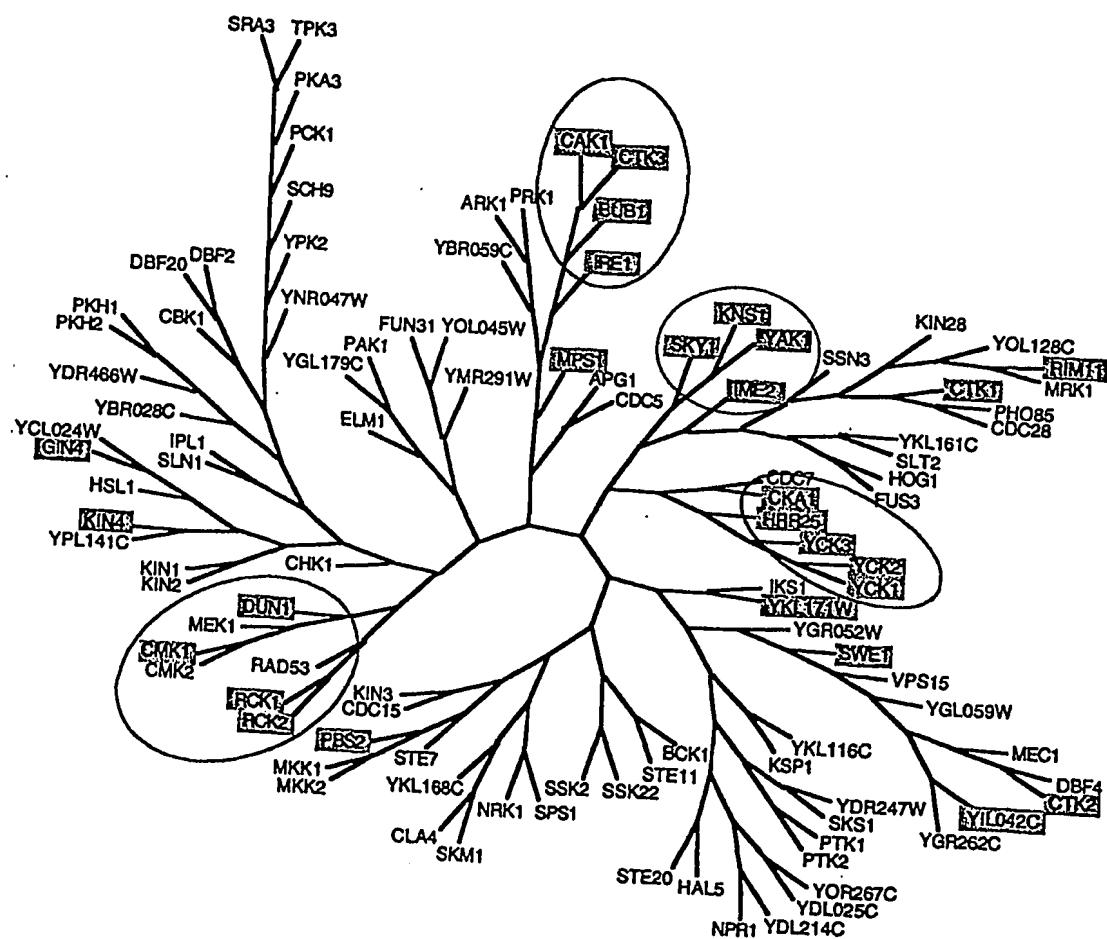 SRA3 TPK3
PKA3
PCK1
SCH9
YPK2
DBF20 DBF2
YNR047W
CBK1
PKH1
PKH2
YDR466W
YBR028C
YCL024W
GIN4
IPL1
SLN1
HSL1
KIN4
YPL141C
KIN1
KIN2
CHK1
ELM1
YGL179C
PAK1
FUN31 YOL045W
YMR291W
YBR059C
ARK1 PRK1
CAK1
CTK3
BUB1
IRE1
MPS1
APG1
CDC5
SKY1
KNS1
YAK1
IME2
SSN3
KIN28
YOL128C
RIM11
MRK1
CTK1
PHO85
CDC28
YKL161C
SLT2
HOG1
FUS3
CDC7
CKA1
HRR25
YCK3
YCK2
YCK1
IKS1
YKL171W
YGR052W
SWE1
VPS15
YGL059W
MEC1
DBF4
CTK2
YIL042C
YGR262C
YKL116C
KSP1
YDR247W
SKS1
PTK1
PTK2
YOR267C
YDL025C
YDL214C
NPR1
HAL5
STE20
BCK1
STE11
SSK22
SSK2
SPS1
NRK1
SKM1
CLA4
YKL168C
STE7
MKK2
MKK1
PBS2
CDC15
KIN3
RCK2
RCK1
RAD53
CMK2
CMK1
MEK1
DUN1